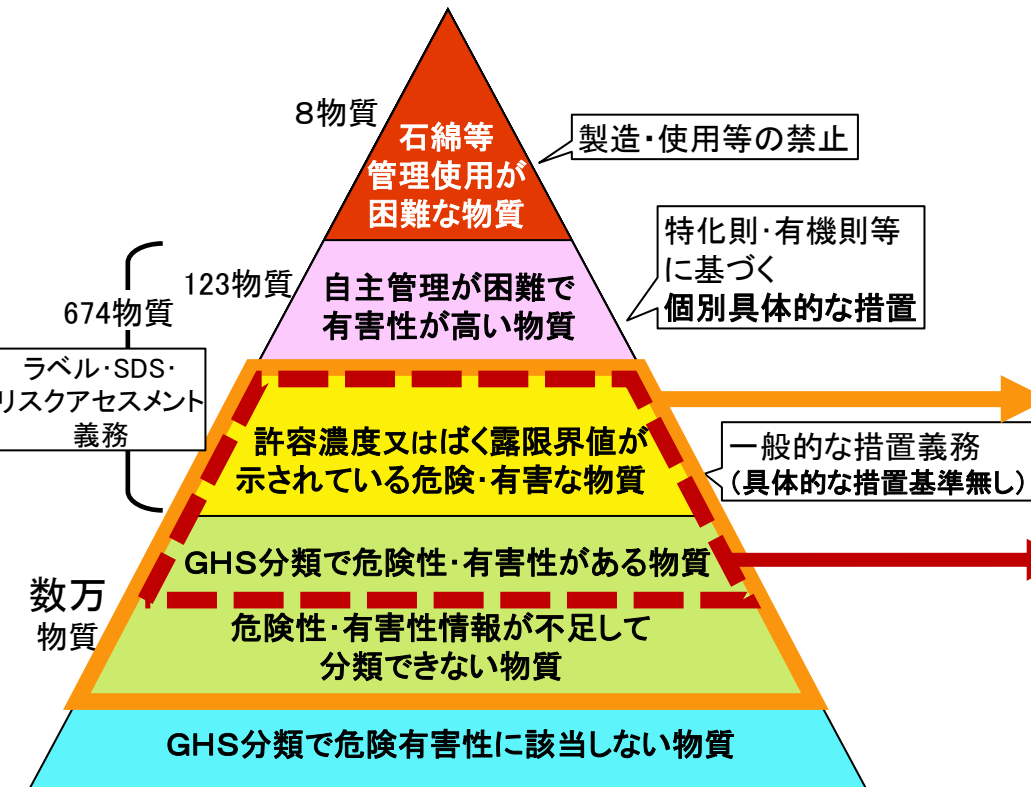 8物質
石綿等
管理使用が
困難な物質
製造・使用等の禁止
特化則・有機則等
に基づく
個別具体的な措置
123物質
自主管理が困難で
有害性が高い物質
674物質
ラベル・SDS・
リスクアセスメント
義務
許容濃度又はばく露限界値が
示されている危険・有害な物質
一般的な措置義務
(具体的な措置基準無し)
GHS分類で危険性・有害性がある物質
数万
物質
危険性・有害性情報が不足して
分類できない物質
GHS分類で危険有害性に該当しない物質